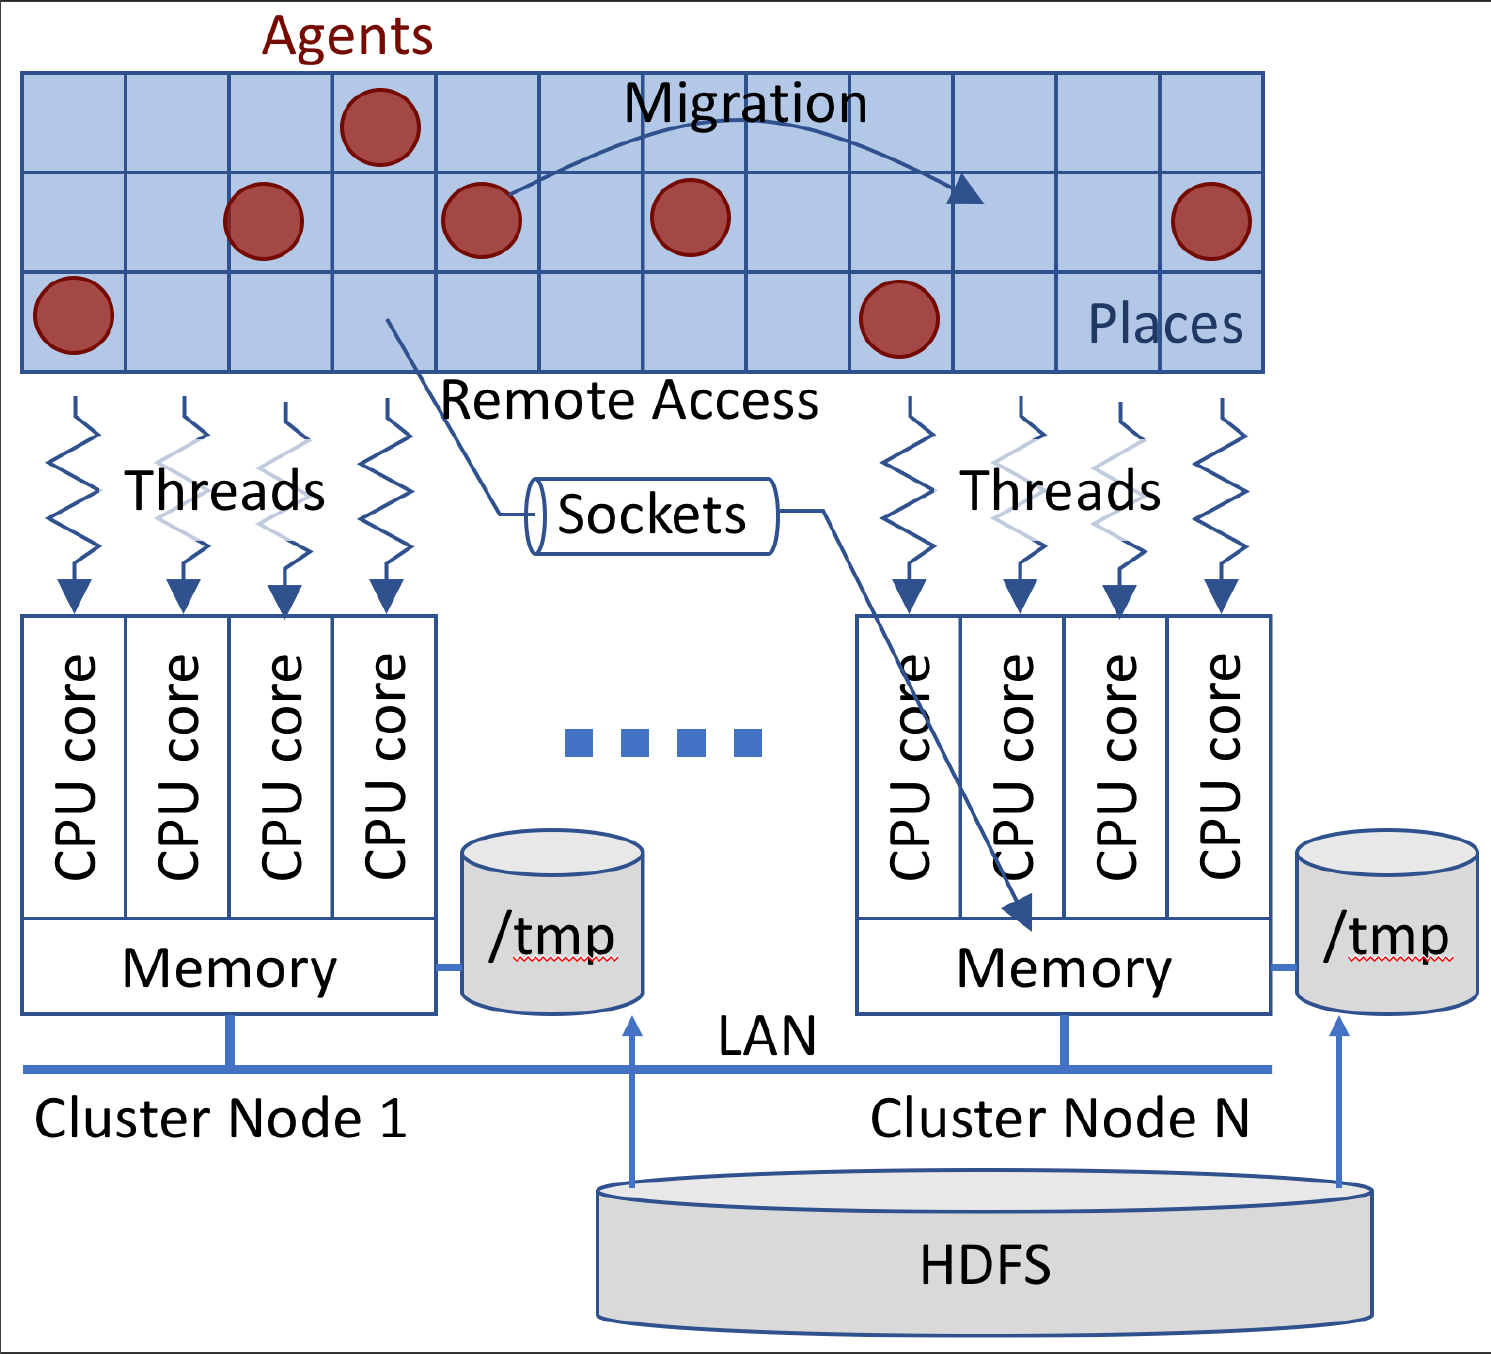 Agents
Migration
Places
Remote Access
Threads
Sockets
Threads
CPU core
CPU core
CPU core
CPU core
CPU core
CPU core
CPU core
CPU core
/tmp
/tmp
Memory
Memory
LAN
Cluster Node 1
Cluster Node N
HDFS